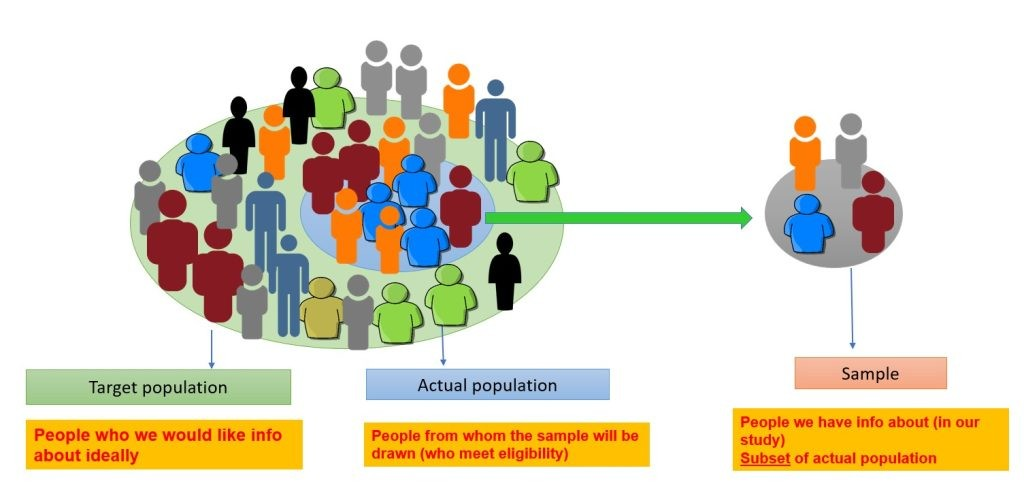 Target population
Actual population
Sample
People who we would like info
about ideally
People from whom the sample will be
drawn (who meet eligibility)
People we have info about (in our
study)
Subset of actual population